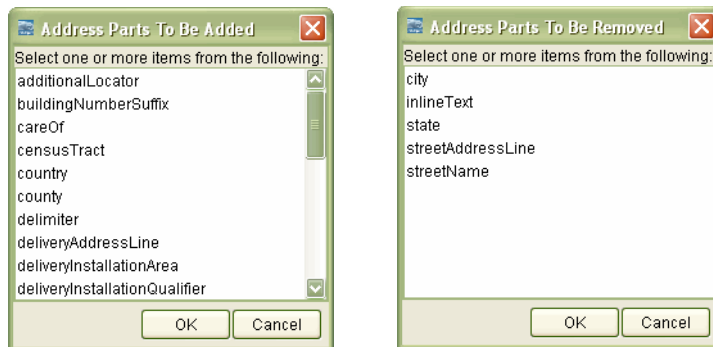 Address Parts To Be Added
Select one or more items from the following:
additionalLocator
buildingNumberSuffix
careOf
censusTract
country
county
delimiter
deliveryAddressLine
deliveryInstallationArea
deliveryInstallationQualifier
OK
Cancel
Address Parts To Be Removed
Select one or more items from the following:
city
inlineText
state
streetAddressLine
streetName
OK
Cancel